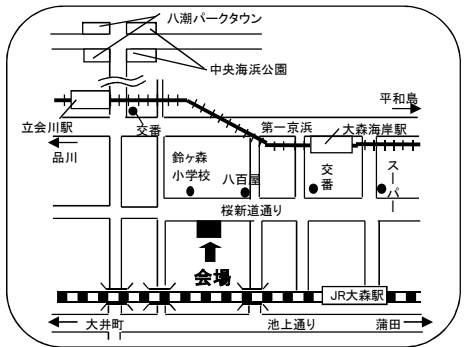 八潮パークタウン
中央海浜公園
平和島
立会川駅
交番
第一京浜
大森海岸駅
品川
鈴ヶ森
小学校
八百屋
交番
スーパー
桜新道通り
会場
JR大森駅
大井町
池上通り
蒲田